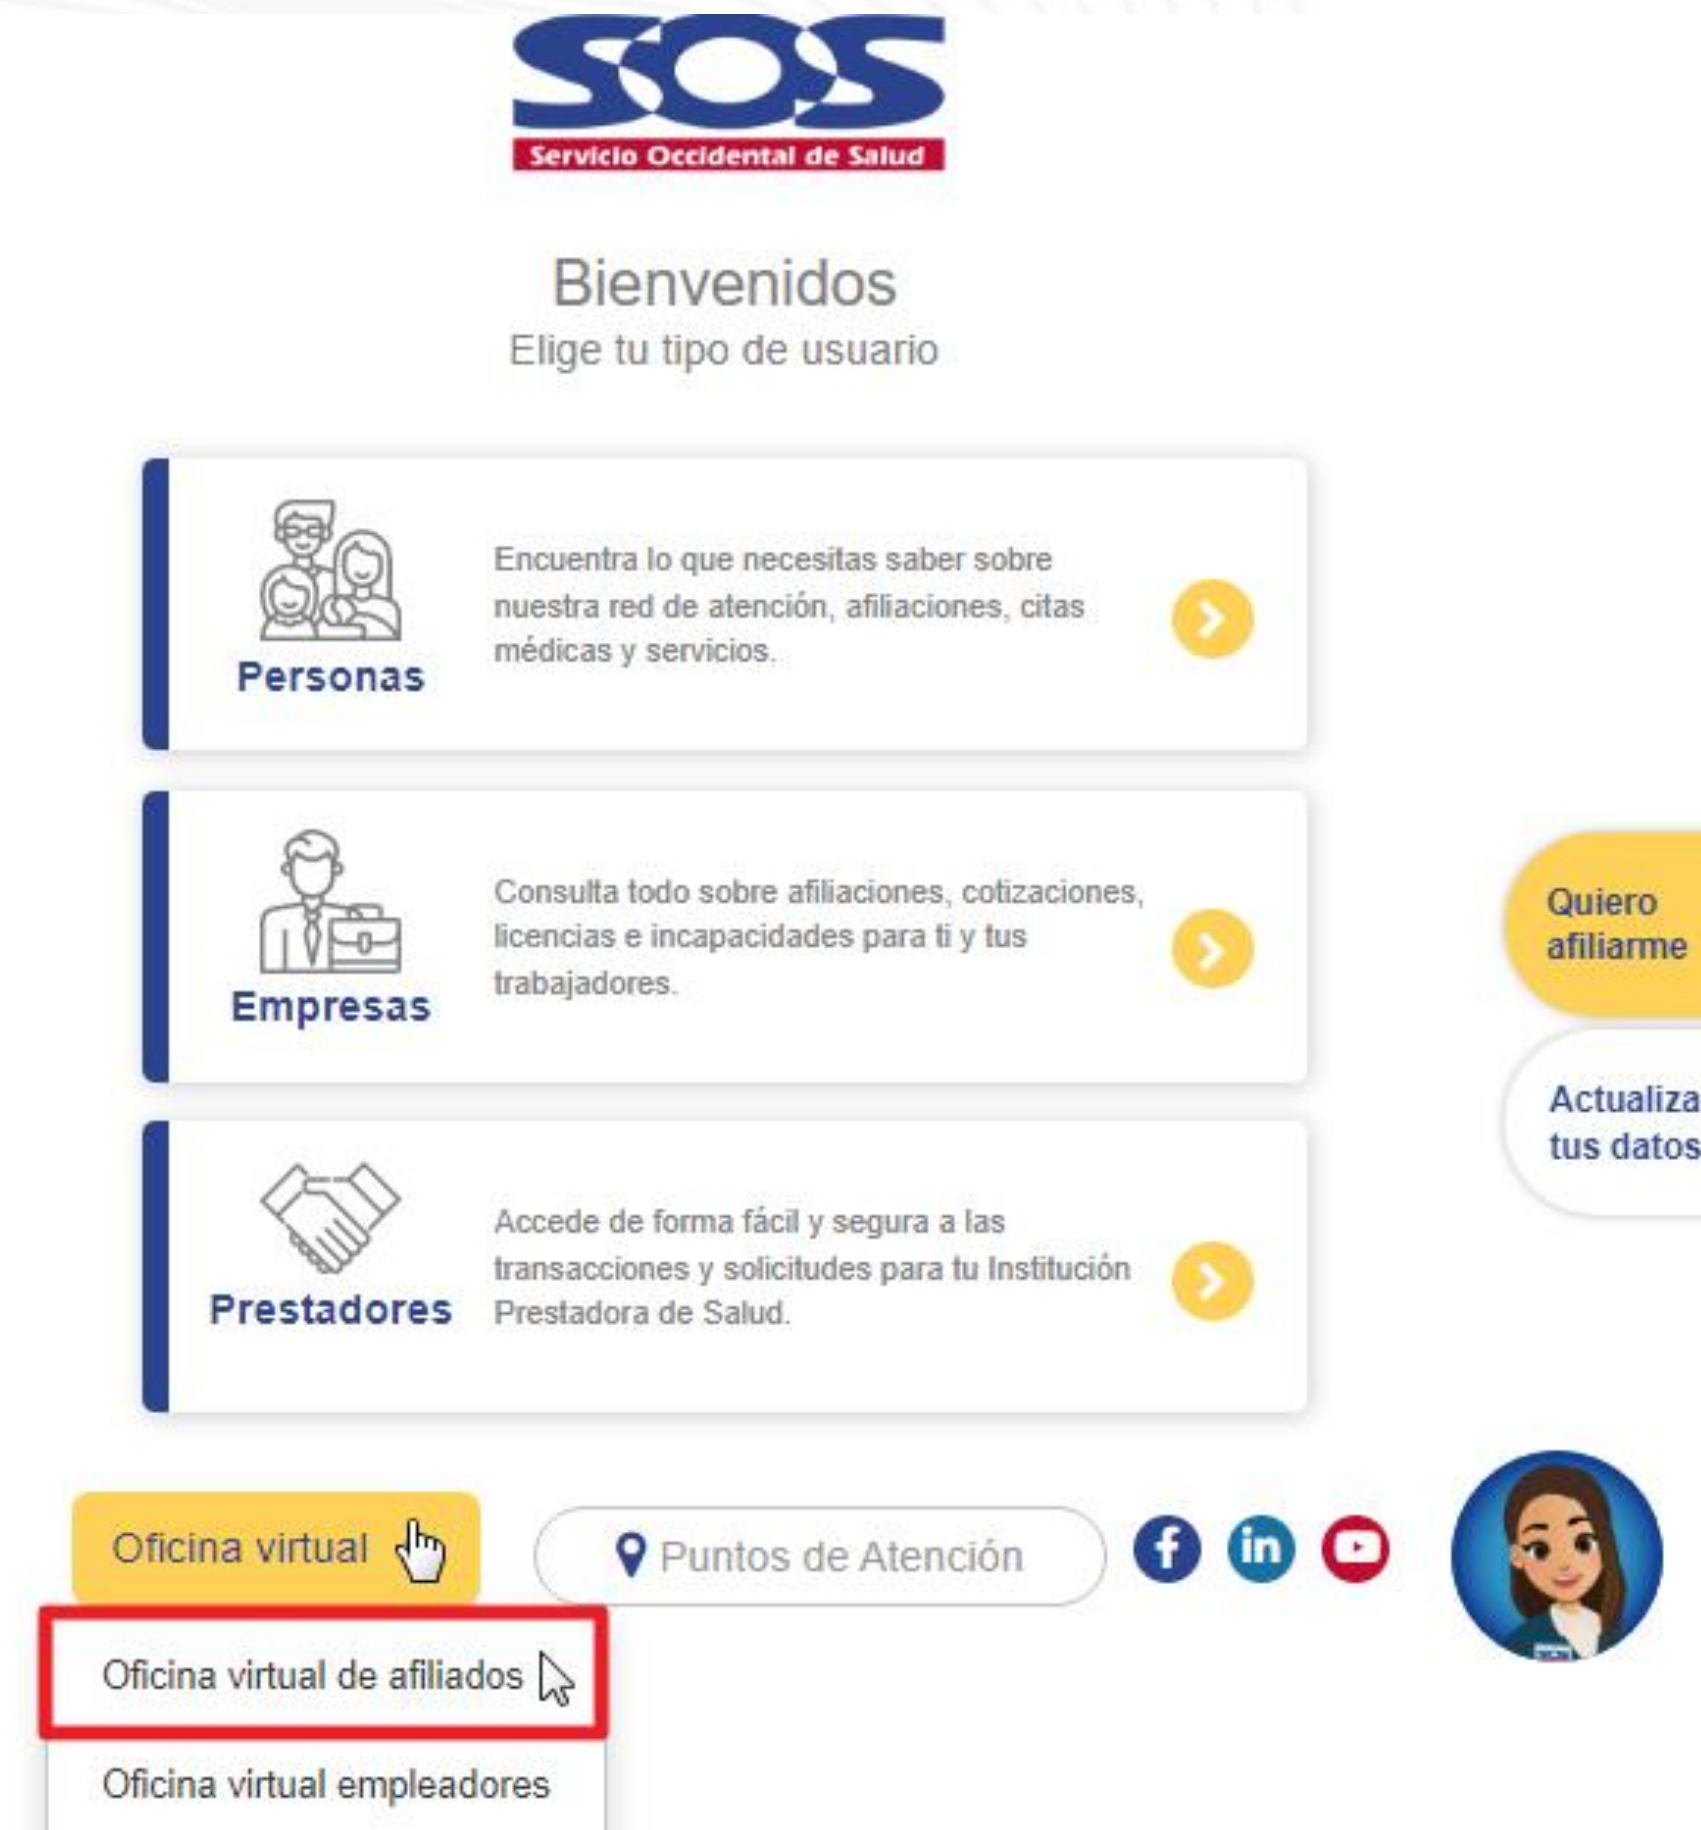 SOS
Servicio Occidental de Salud
Bienvenidos
Elige tu tipo de usuario
Encuentra lo que necesitas saber sobre
nuestra red de atención, afiliaciones, citas
médicas y servicios.
Personas
Consulta todo sobre afiliaciones, cotizaciones,
licencias e incapacidades para ti y tus
trabajadores.
Empresas
Quiero
afiliarme
Actualiza
tus datos
Accede de forma fácil y segura a las
transacciones y solicitudes para tu Institución
Prestadora de Salud.
Prestadores
Oficina virtual
Puntos de Atención
f
in
Oficina virtual de afiliados
Oficina virtual empleadores